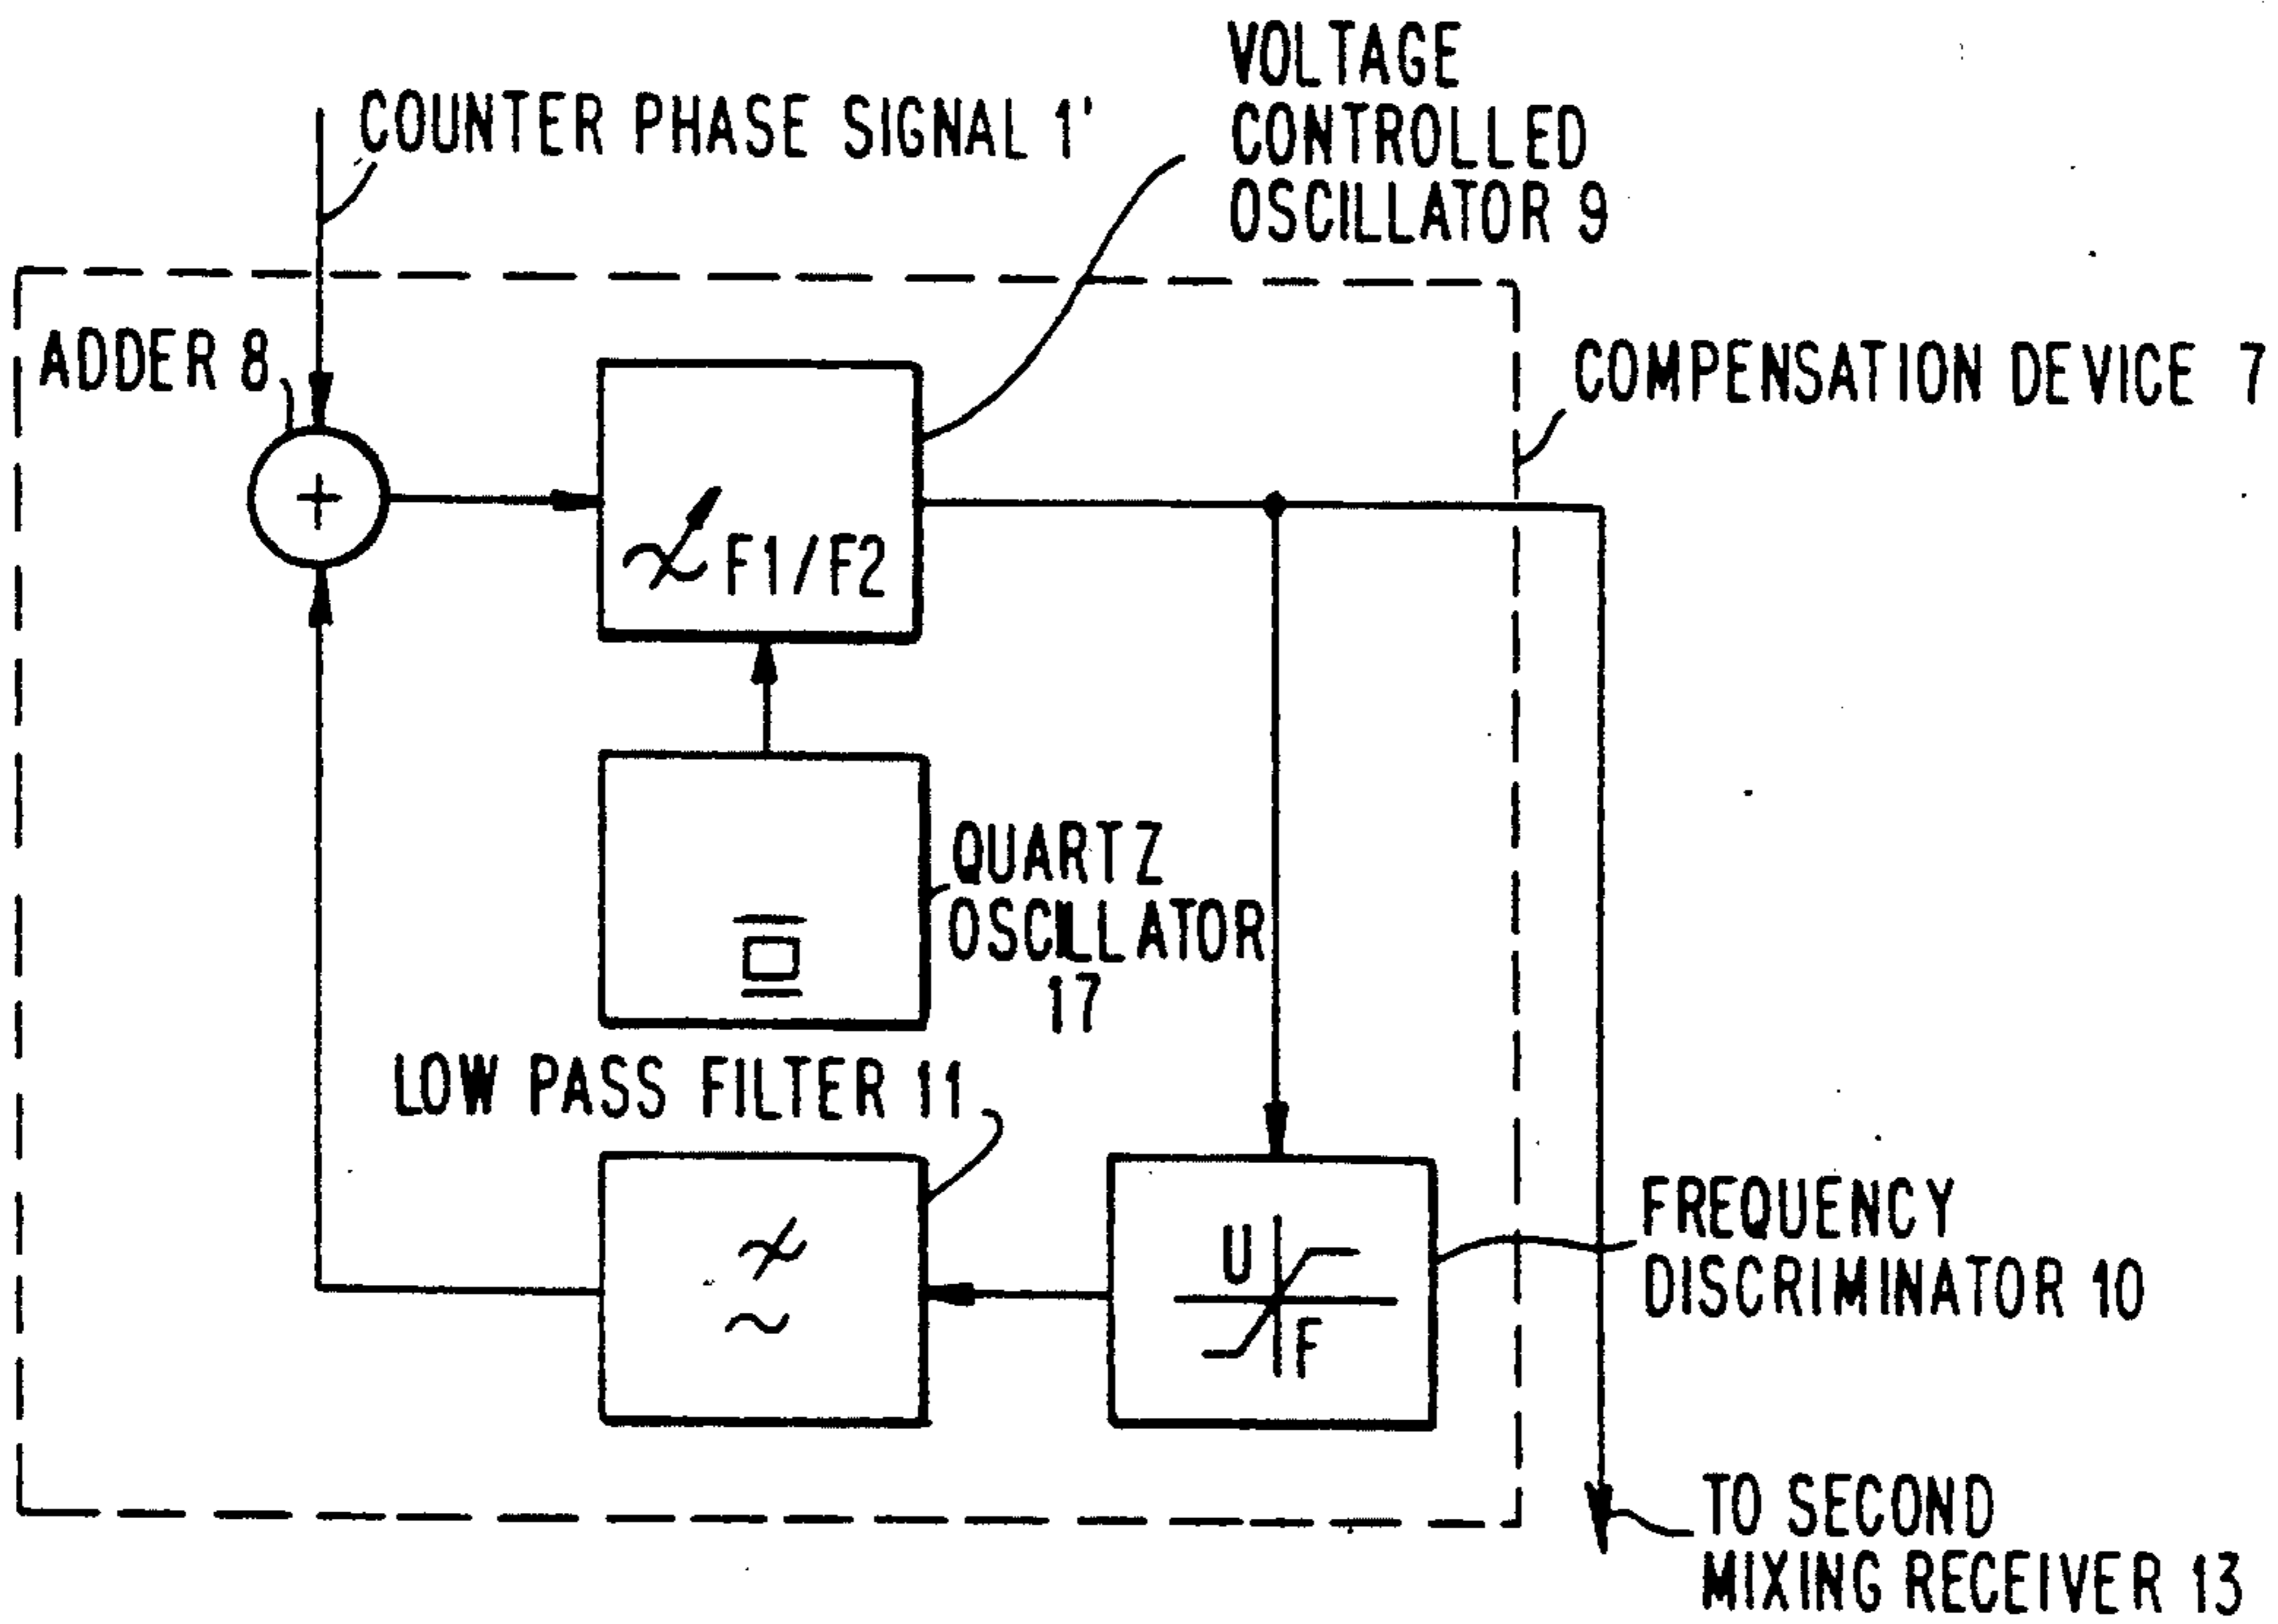 VOLTAGE
CONTROLLED
OSCILLATOR 9
COUNTER PHASE SIGNAL 1'
ADDER 8
COMPENSATION DEVICE 7
+
F1/F2
QUARTZ
OSCILLATOR
17
LOW PASS FILTER 11
U
F
FREQUENCY
DISCRIMINATOR 10
TO SECOND
MIXING RECEIVER 13